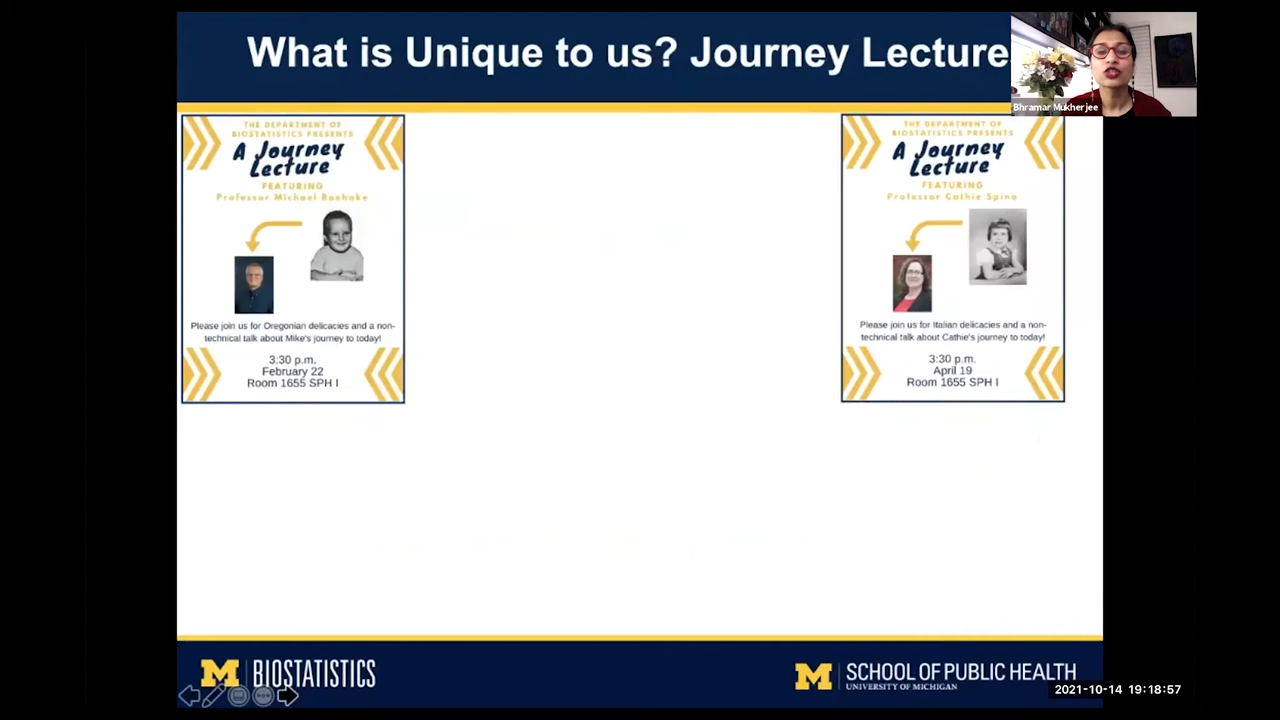 What is Unique to us? Journey Lecture
Bhramar Mukherjee
THE DEPARTMENT OF
BIOSTATISTICS PRESENTS
A Journey
Lecture
FEATURING
Professor Michael Boehnke
Please join us for Oregonian delicacies and a non-
technical talk about Mike's journey to today!
3:30 p.m.
February 22
Room 1655 SPH I
THE DEPARTMENT OF
BIOSTATISTICS PRESENTS
A Journey
Lecture
FEATURING
Professor Cathie Spino
Please join us for Italian delicacies and a non-
technical talk about Cathie's journey to today!
3:30 p.m.
April 19
Room 1655 SPH I
M BIOSTATISTICS
M SCHOOL OF PUBLIC HEALTH
UNIVERSITY OF MICHIGAN
2021-10-14 19:18:57